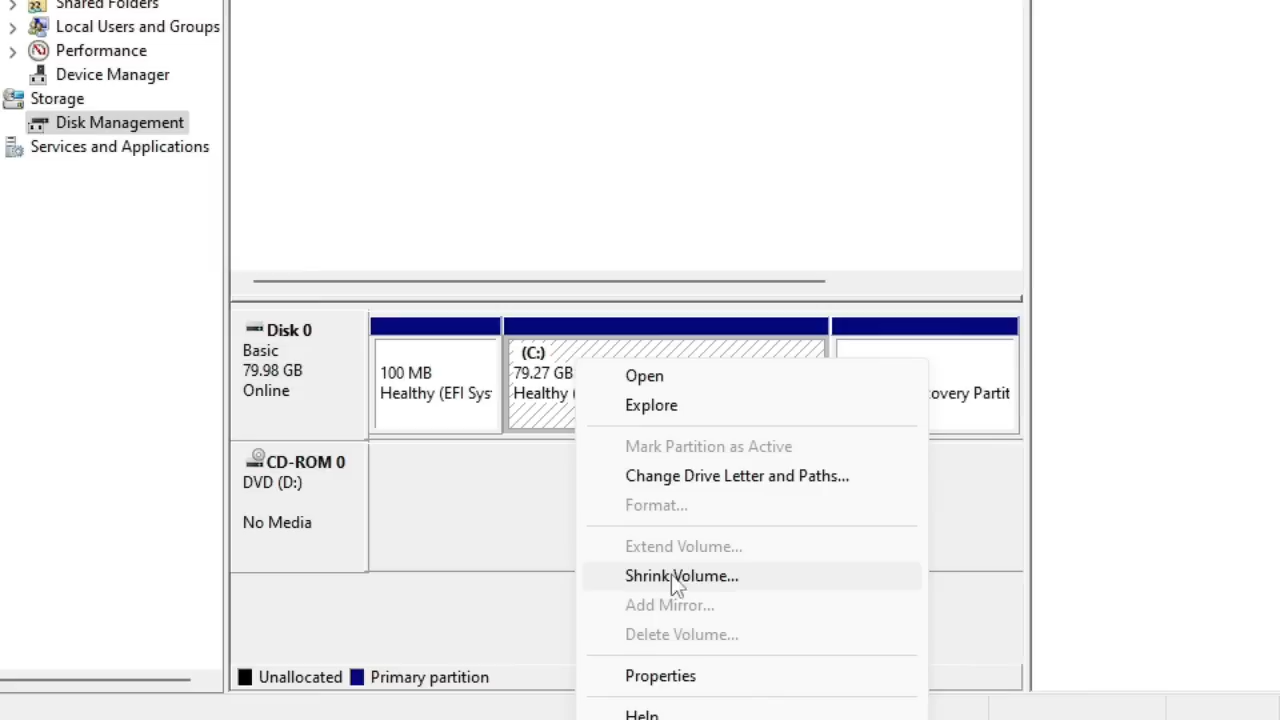 Shared Folders
Local Users and Groups
Performance
Device Manager
Storage
Disk Management
Services and Applications
Disk 0
Basic
79.98 GB
Online
100 MB
Healthy (EFI Sys
(C:)
79.27 GB
Healthy (
overy Partit
CD-ROM 0
DVD (D:)
No Media
Open
Explore
Mark Partition as Active
Change Drive Letter and Paths...
Format...
Extend Volume...
Shrink Volume...
Add Mirror...
Delete Volume...
Properties
Help
Unallocated
Primary partition